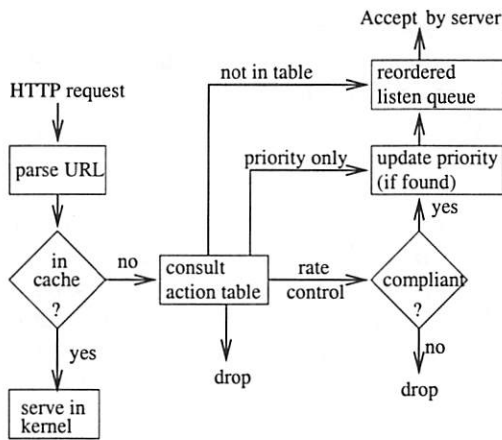 Accept by server
not in table
reordered
listen queue
HTTP request
parse URL
priority only
update priority
(if found)
yes
in
cache
?
no
consult
action table
rate
control
compliant
?
yes
drop
no
drop
serve in
kernel